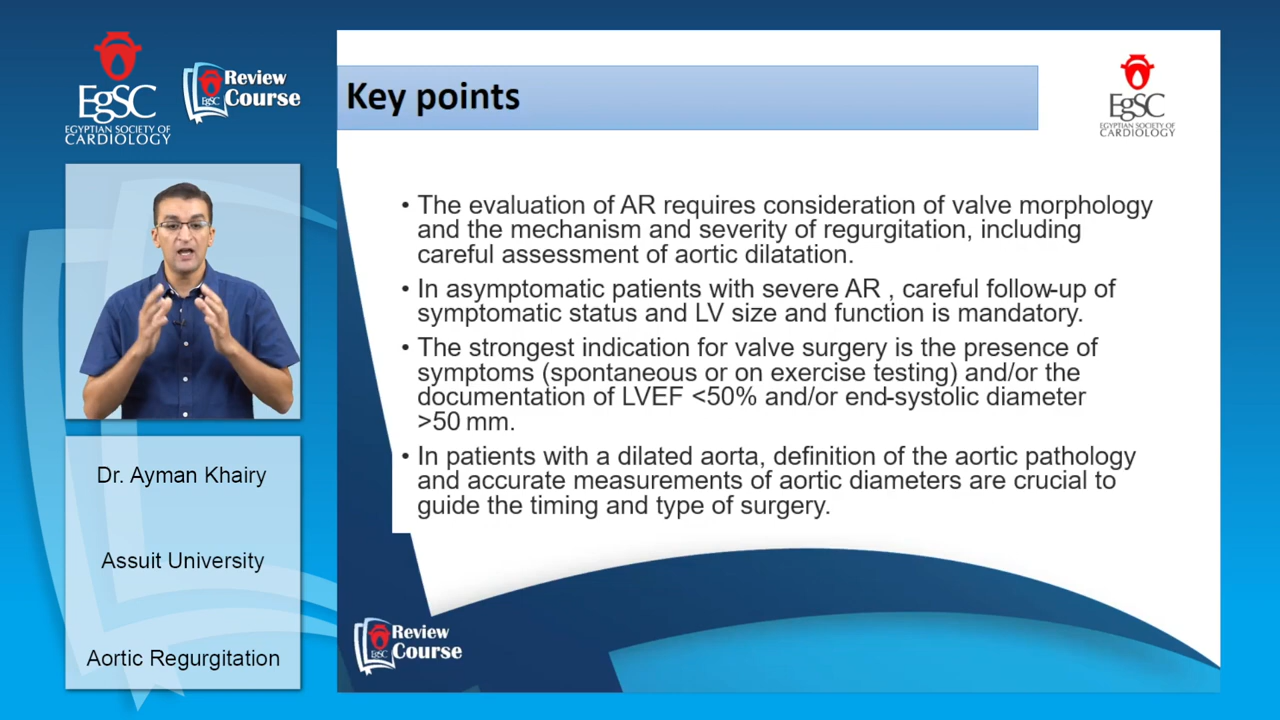 EgSC
EGYPTIAN SOCIETY OF
CARDIOLOGY
Review
EgSC Course
Key points
EgSC
EGYPTIAN SOCIETY OF
CARDIOLOGY
• The evaluation of AR requires consideration of valve morphology
and the mechanism and severity of regurgitation, including
careful assessment of aortic dilatation.
• In asymptomatic patients with severe AR , careful follow-up of
symptomatic status and LV size and function is mandatory.
• The strongest indication for valve surgery is the presence of
symptoms (spontaneous or on exercise testing) and/or the
documentation of LVEF <50% and/or end-systolic diameter
>50 mm.
• In patients with a dilated aorta, definition of the aortic pathology
and accurate measurements of aortic diameters are crucial to
guide the timing and type of surgery.
Dr. Ayman Khairy
Assuit University
Aortic Regurgitation
Review
EgSC Course